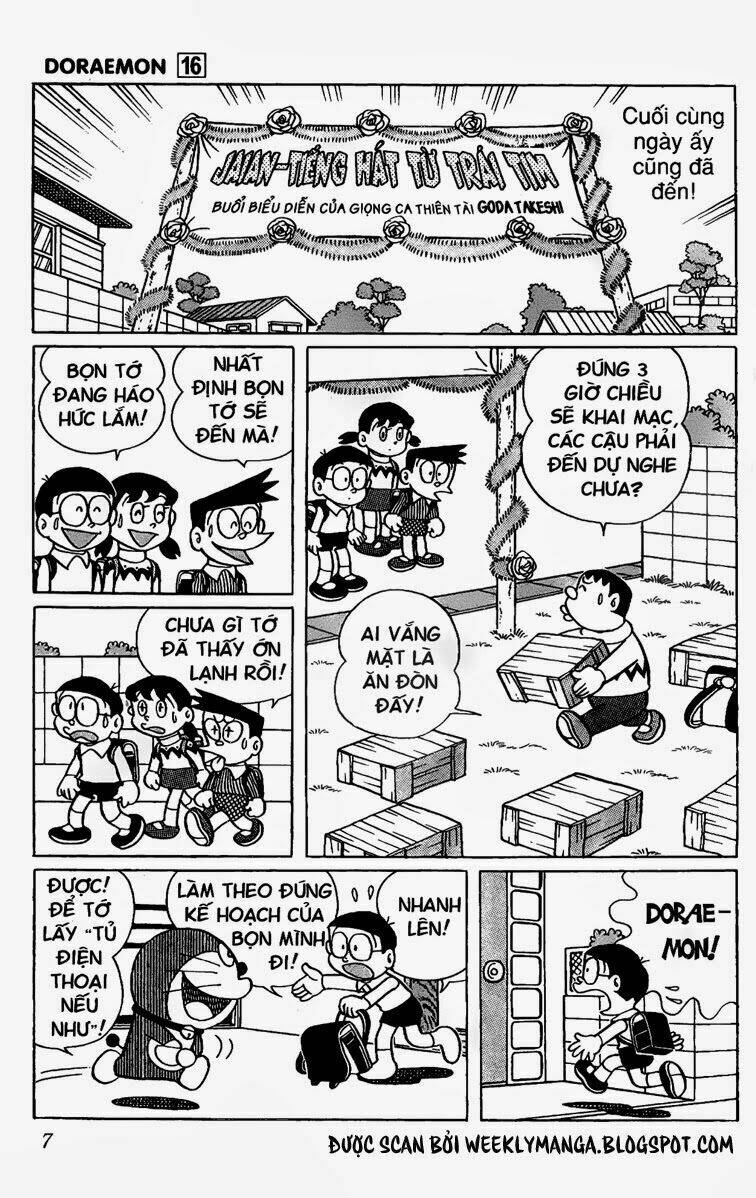 DORAEMON 16
Cuối cùng
ngày ấy
cũng đã
đến!
JAIAN-TIẾNG HÁT TỪ TRÁI TIM
BUỔI BIỂU DIỄN CỦA GIỌNG CA THIÊN TÀI GODA TAKESHI
ĐÚNG 3
GIỜ CHIỀU
SẼ KHAI MẠC,
CÁC CẬU PHẢI
ĐẾN DỰ NGHE
CHƯA?
AI VẮNG
MẶT LÀ
ĂN ĐÒN
ĐẤY!
NHẤT
ĐỊNH BỌN
TỚ SẼ
ĐẾN MÀ!
BỌN TỚ
ĐANG HÁO
HỨC LẮM!
CHƯA GÌ TỚ
ĐÃ THẤY ỚN
LẠNH RỒI!
DORAE-
MON!
NHANH
LÊN!
LÀM THEO ĐÚNG
KẾ HOẠCH CỦA
BỌN MÌNH
ĐI!
ĐƯỢC!
ĐỂ TỚ
LẤY "TỦ
ĐIỆN
THOẠI
NẾU
NHƯ"!
7
ĐƯỢC SCAN BỞI WEEKLYMANGA.BLOGSPOT.COM